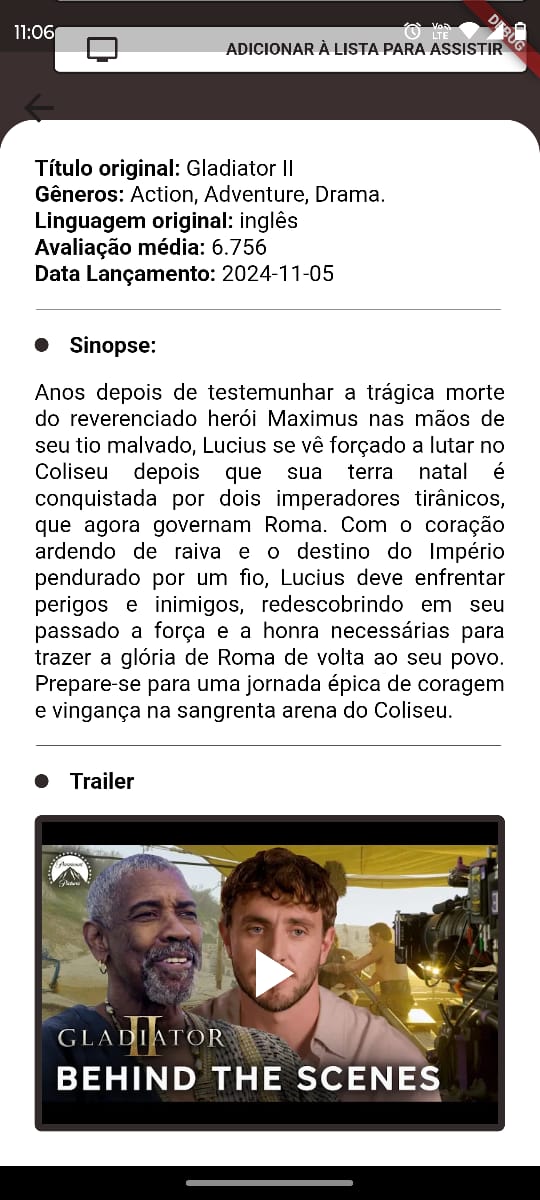 11:06
Vo)) LTE
DEBUG
ADICIONAR À LISTA PARA ASSISTIR
Título original: Gladiator II
Gêneros: Action, Adventure, Drama.
Linguagem original: inglês
Avaliação média: 6.756
Data Lançamento: 2024-11-05
Sinopse:
Anos depois de testemunhar a trágica morte
do reverenciado herói Maximus nas mãos de
seu tio malvado, Lucius se vê forçado a lutar no
Coliseu depois que sua terra natal é
conquistada por dois imperadores tirânicos,
que agora governam Roma. Com o coração
ardendo de raiva e o destino do Império
pendurado por um fio, Lucius deve enfrentar
perigos e inimigos, redescobrindo em seu
passado a força e a honra necessárias para
trazer a glória de Roma de volta ao seu povo.
Prepare-se para uma jornada épica de coragem
e vingança na sangrenta arena do Coliseu.
Trailer
Paramount
Pictures
GLADIATOR
II
BEHIND THE SCENES